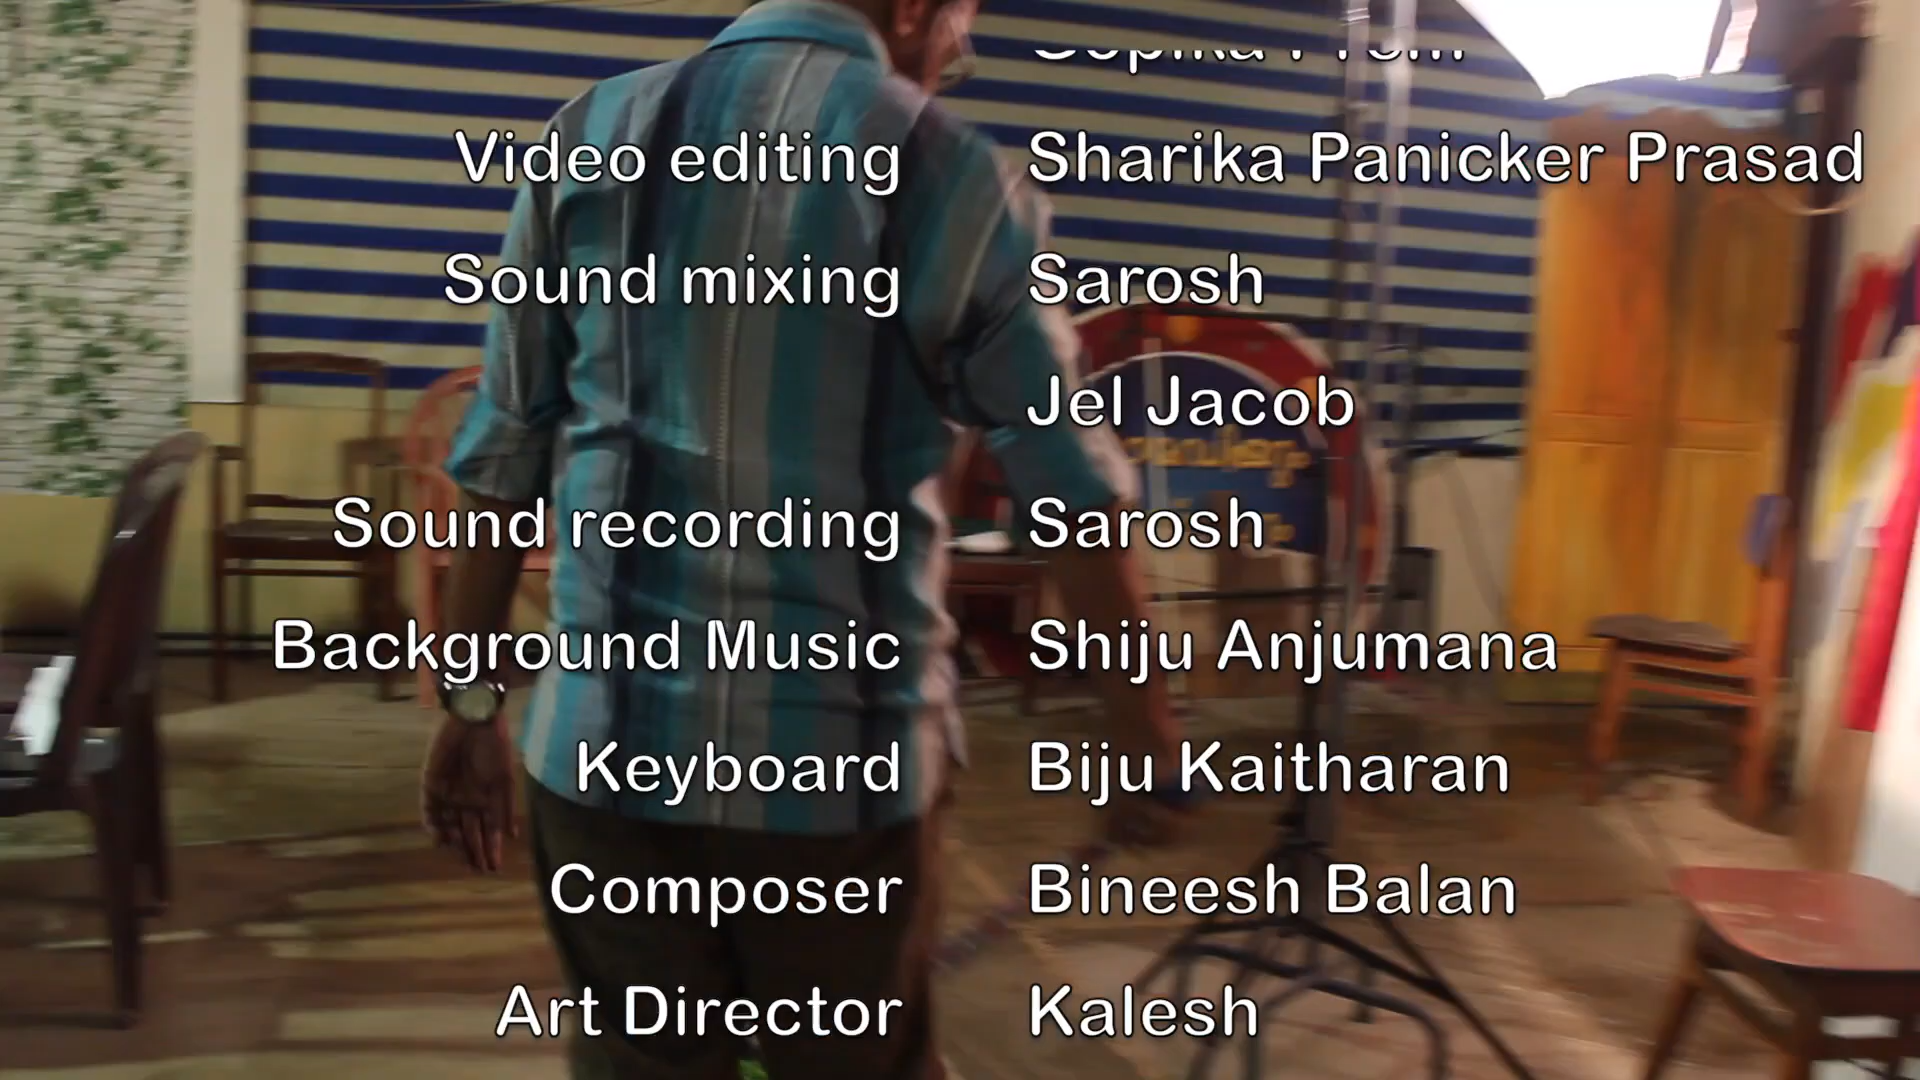 Video editing Sharika Panicker Prasad
Sound mixing Sarosh
Jel Jacob
Sound recording Sarosh
Background Music Shiju Anjumana
Keyboard Biju Kaitharan
Composer Bineesh Balan
Art Director Kalesh